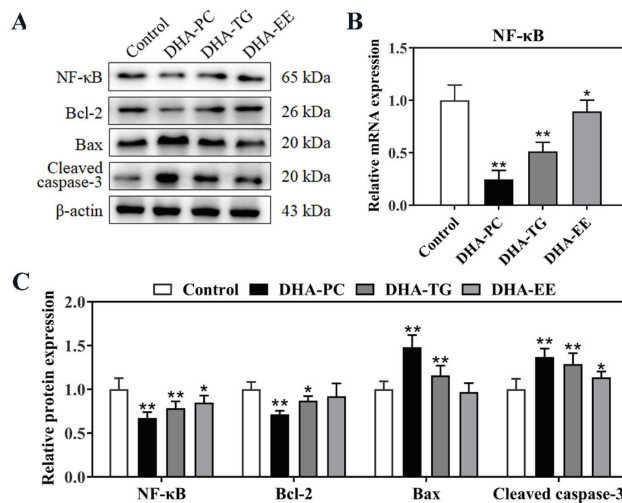 A
Control
DHA-PC
DHA-TG
DHA-EE
NF-κB 65 kDa
Bcl-2 26 kDa
Bax 20 kDa
Cleaved
caspase-3 20 kDa
β-actin 43 kDa
B
NF-κB
Relative mRNA expression
1.5
1.0
0.5
0.0
** ** *
Control
DHA-PC
DHA-TG
DHA-EE
C
Control DHA-PC DHA-TG DHA-EE
Relative protein expression
2.0
1.5
1.0
0.5
0.0
** ** * ** * ** ** ** ** *
NF-κB Bcl-2 Bax Cleaved caspase-3